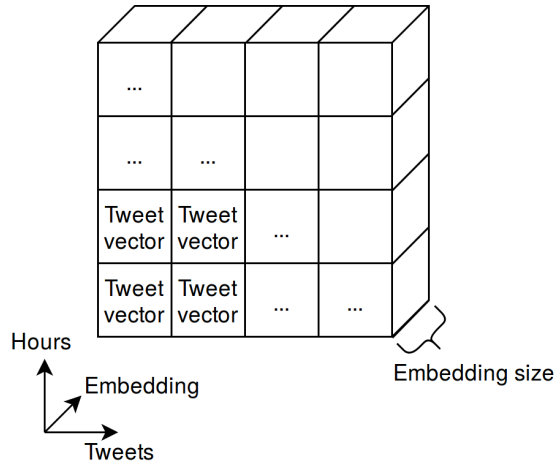 ...
... ...
Tweet Tweet
vector vector ...
Tweet Tweet
vector vector ... ...
Hours
Embedding
Tweets
Embedding size